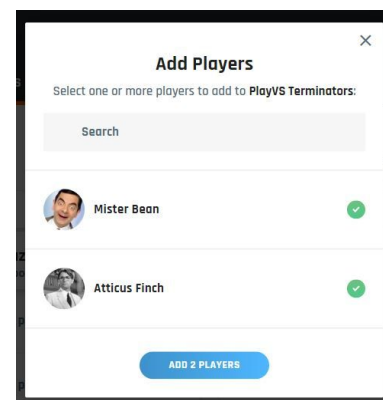 Add Players
Select one or more players to add to PlayVS Terminators:
Search
Mister Bean
Atticus Finch
ADD 2 PLAYERS